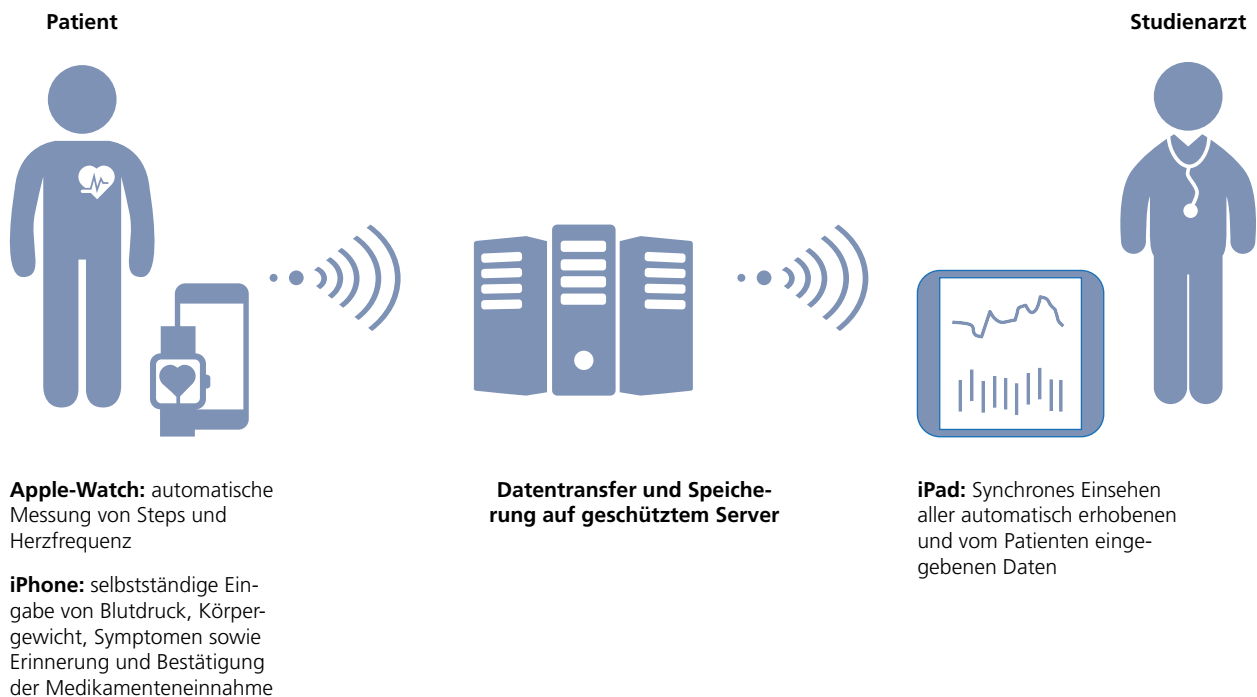 Patient
Studienarzt
Apple-Watch: automatische
Messung von Steps und
Herzfrequenz
iPhone: selbstständige Ein-
gabe von Blutdruck, Körper-
gewicht, Symptomen sowie
Erinnerung und Bestätigung
der Medikamenteneinnahme
Datentransfer und Speiche-
rung auf geschütztem Server
iPad: Synchrones Einsehen
aller automatisch erhobenen
und vom Patienten einge-
gebenen Daten